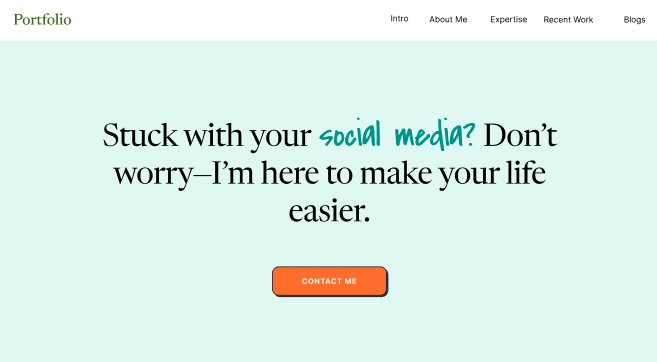 Portfolio Intro About Me Expertise Recent Work Blogs
Stuck with your social media? Don’t
worry—I’m here to make your life
easier.
CONTACT ME